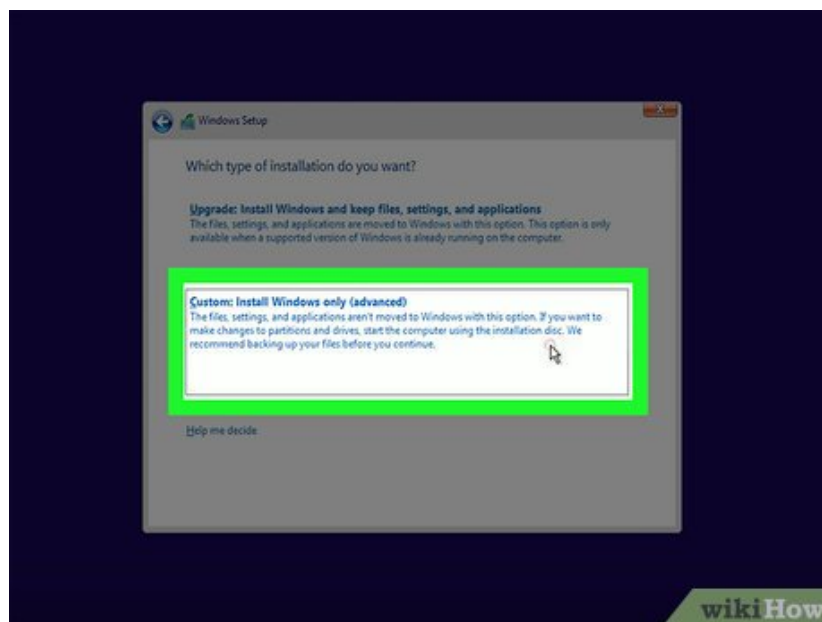 Windows Setup
Which type of installation do you want?
Upgrade: Install Windows and keep files, settings, and applications
The files, settings, and applications are moved to Windows with this option. This option is only
available when a supported version of Windows is already running on the computer.
Custom: Install Windows only (advanced)
The files, settings, and applications aren't moved to Windows with this option. If you want to
make changes to partitions and drives, start the computer using the installation disc. We
recommend backing up your files before you continue.
Help me decide
wikiHow